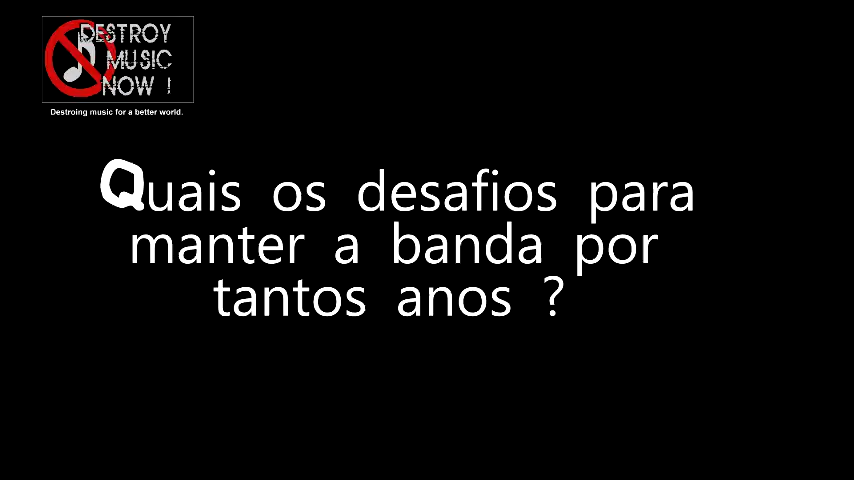 DESTROY
MUSIC
NOW !
Destroing music for a better world.
Quais os desafios para
manter a banda por
tantos anos ?